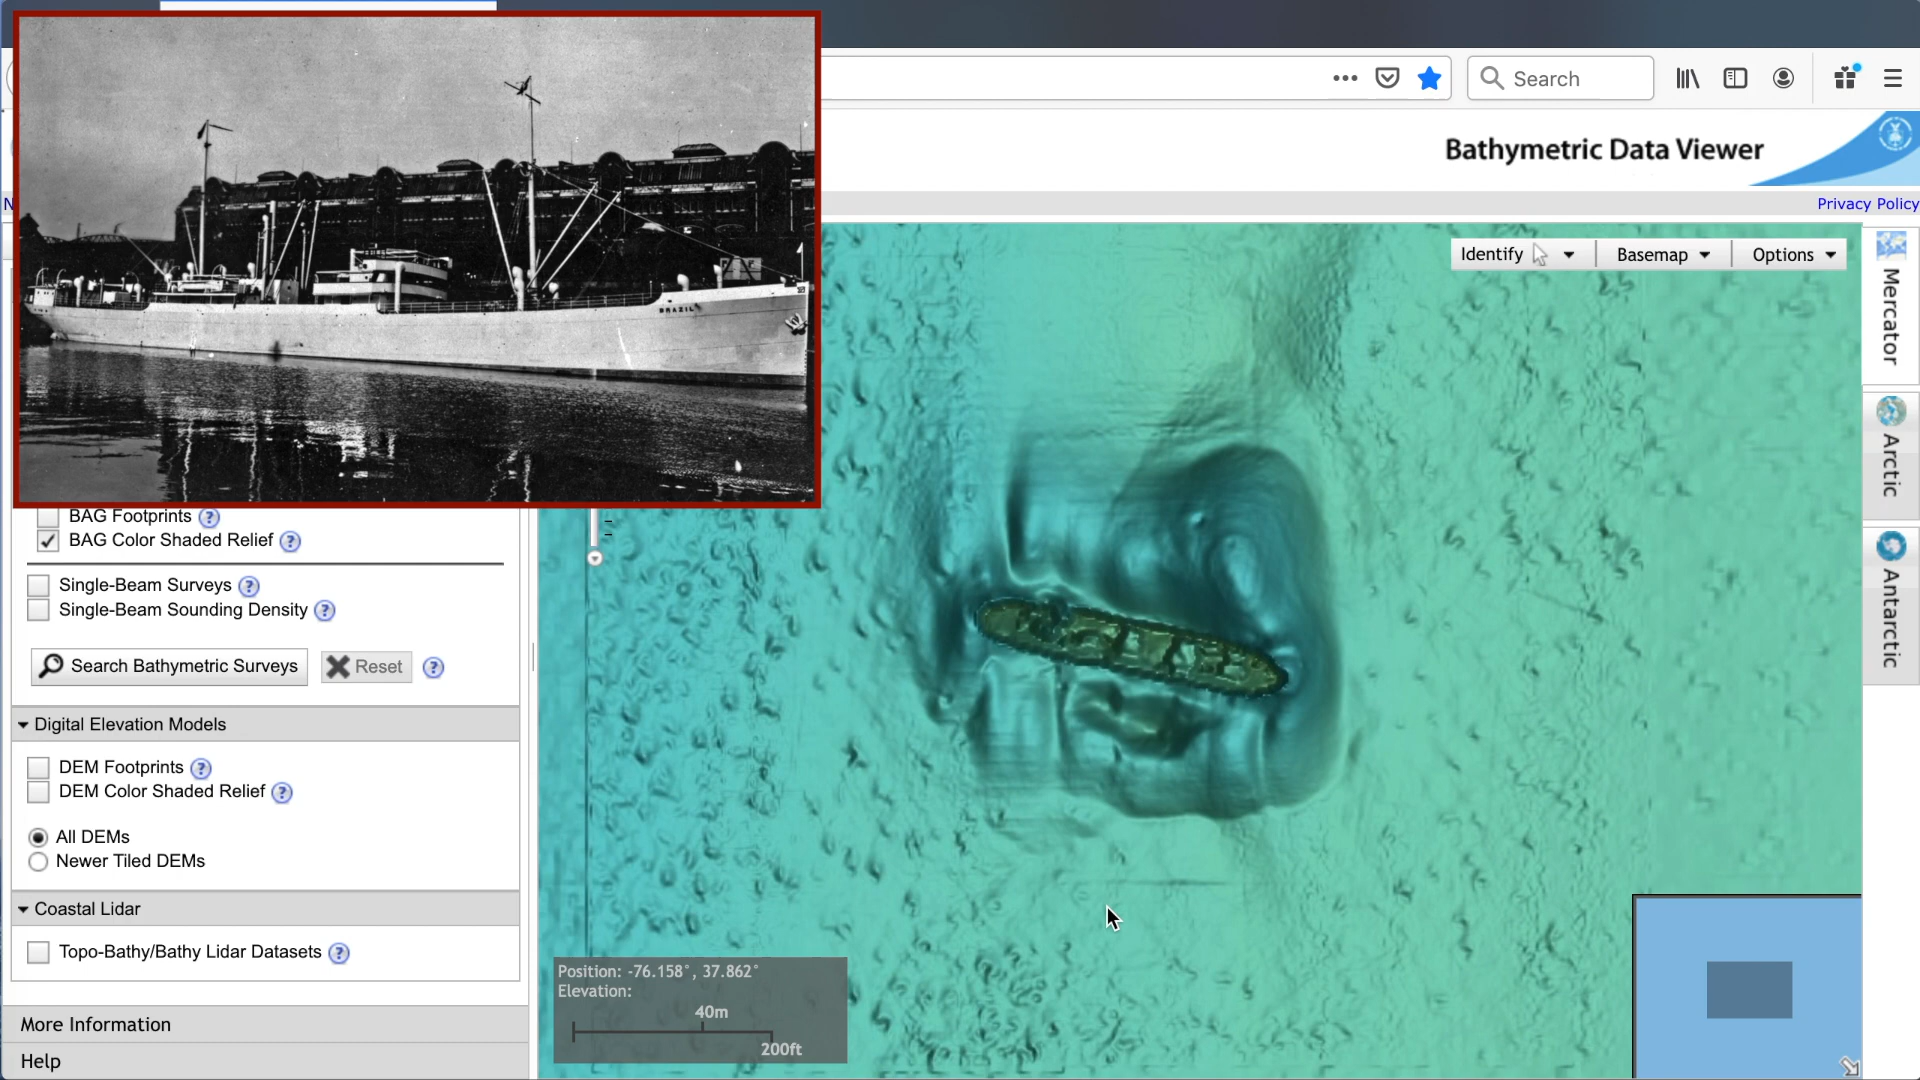 Search
Bathymetric Data Viewer
N
Privacy Policy
BRAZIL
Identify
Basemap
Options
Mercator
Arctic
Antarctic
BAG Footprints ?
BAG Color Shaded Relief ?
Single-Beam Surveys ?
Single-Beam Sounding Density ?
Search Bathymetric Surveys
Reset ?
Digital Elevation Models
DEM Footprints ?
DEM Color Shaded Relief ?
All DEMs
Newer Tiled DEMs
Coastal Lidar
Topo-Bathy/Bathy Lidar Datasets ?
More Information
Help
Position: -76.158°, 37.862°
Elevation:
40m
200ft